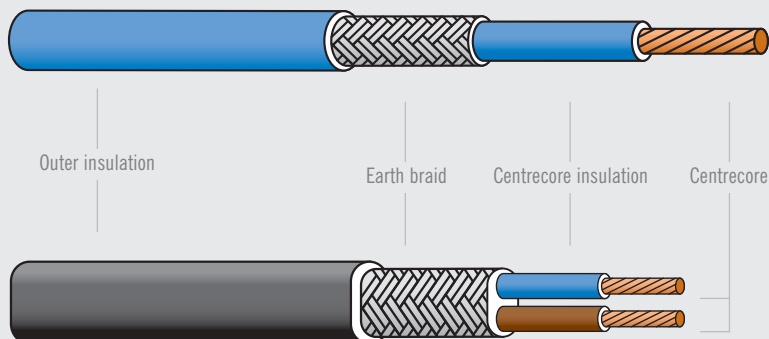 Outer insulation
Earth braid
Centrecore insulation
Centrecore